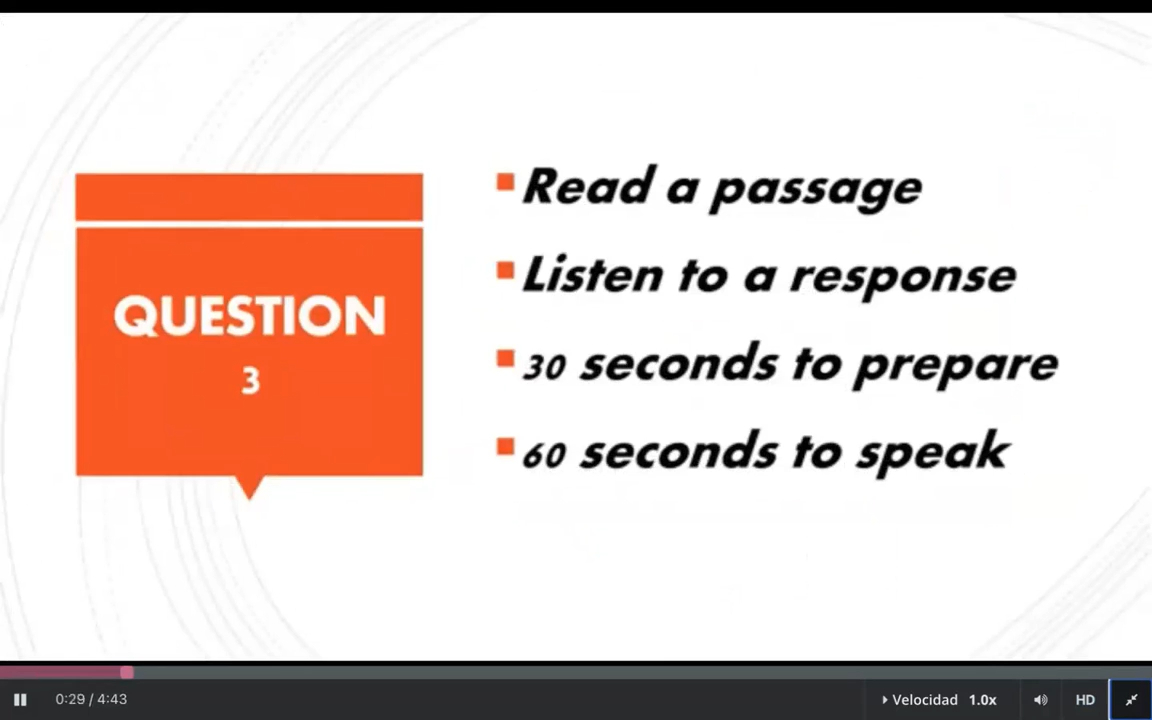 QUESTION
3
Read a passage
Listen to a response
30 seconds to prepare
60 seconds to speak
0:29 / 4:43
Velocidad 1.0x
HD